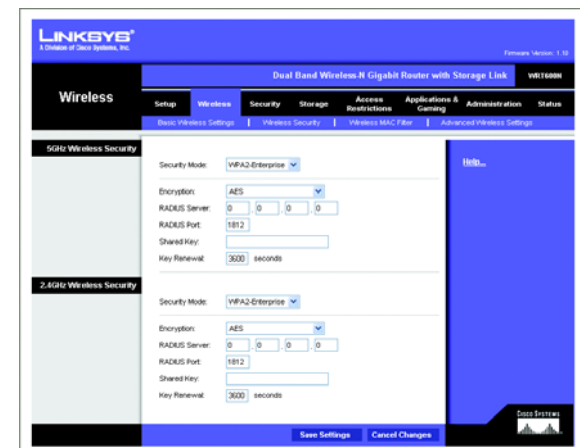 LINKSYS®
A Division of Cisco Systems, Inc.
Firmware Version: 1.10
Dual Band Wireless-N Gigabit Router with Storage Link WRT600N
Wireless
Setup Wireless Security Storage Access Restrictions Applications & Gaming Administration Status
Basic Wireless Settings | Wireless Security | Wireless MAC Filter | Advanced Wireless Settings
5GHz Wireless Security
Help...
Security Mode: WPA2-Enterprise
Encryption: AES
RADIUS Server: 0 . 0 . 0 . 0
RADIUS Port: 1812
Shared Key:
Key Renewal: 3600 seconds
2.4GHz Wireless Security
Security Mode: WPA2-Enterprise
Encryption: AES
RADIUS Server: 0 . 0 . 0 . 0
RADIUS Port: 1812
Shared Key:
Key Renewal: 3600 seconds
Save Settings Cancel Changes
CISCO SYSTEMS